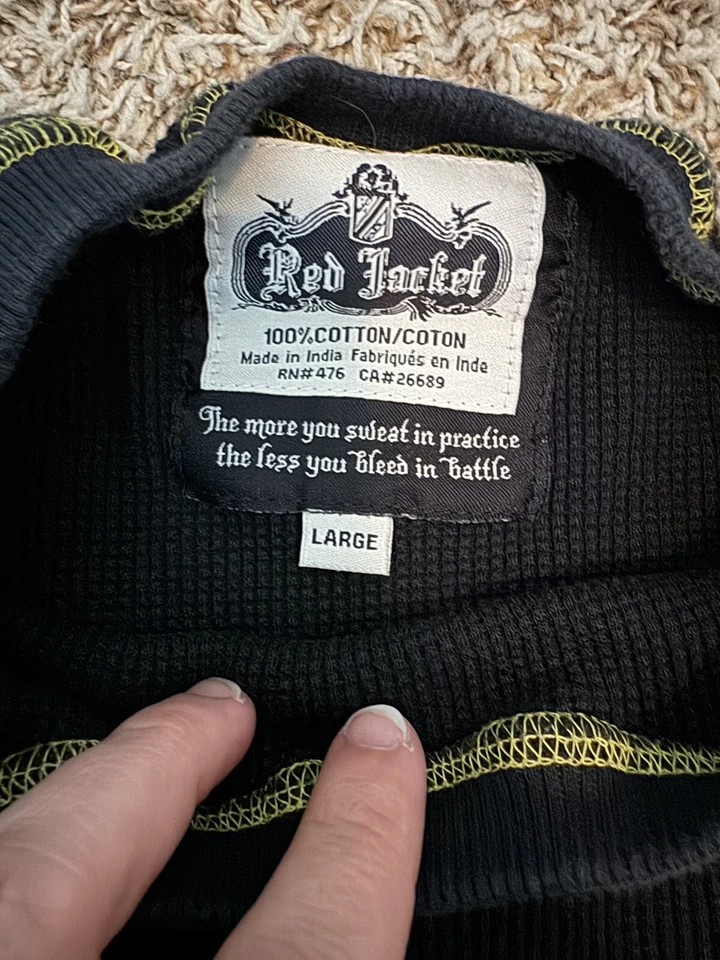 Red Jacket
100%COTTON/COTON
Made in India Fabriqués en Inde
RN#476 CA#26689
The more you sweat in practice
the less you bleed in battle
LARGE